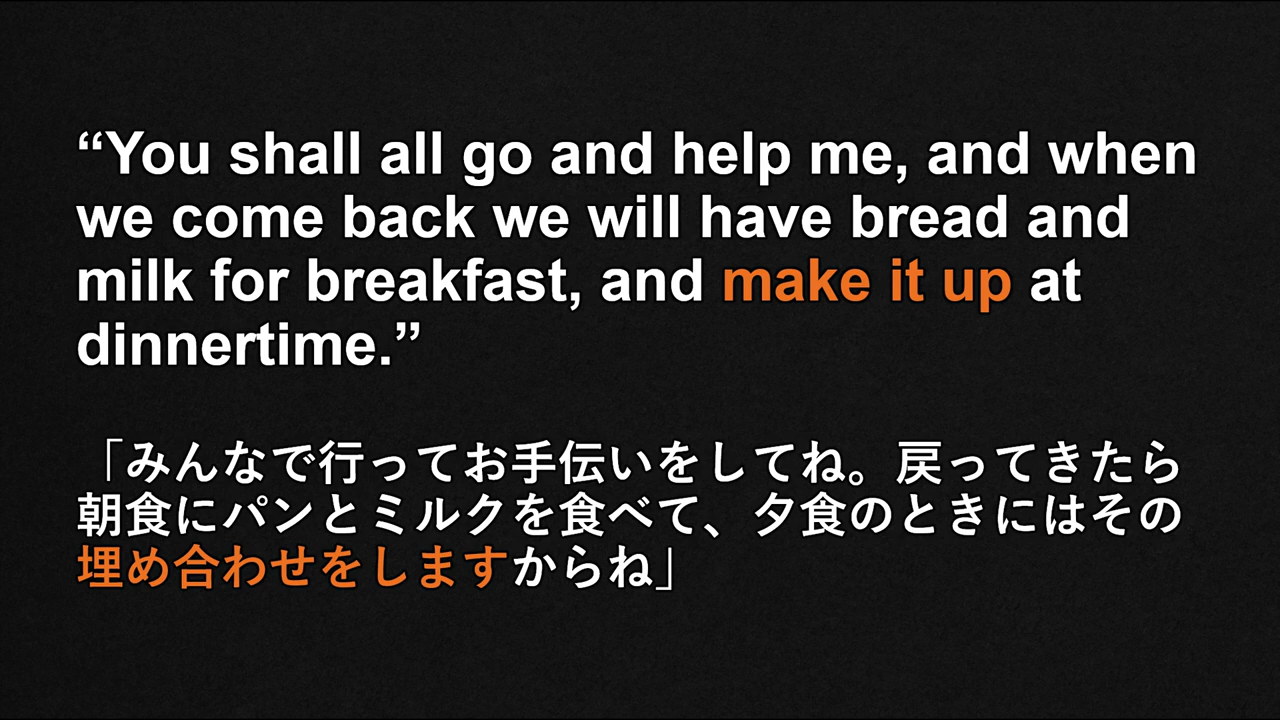 “You shall all go and help me, and when
we come back we will have bread and
milk for breakfast, and make it up at
dinnertime.”
「みんなで行ってお手伝いをしてね。戻ってきたら
朝食にパンとミルクを食べて、夕食のときにはその
埋め合わせをしますからね」